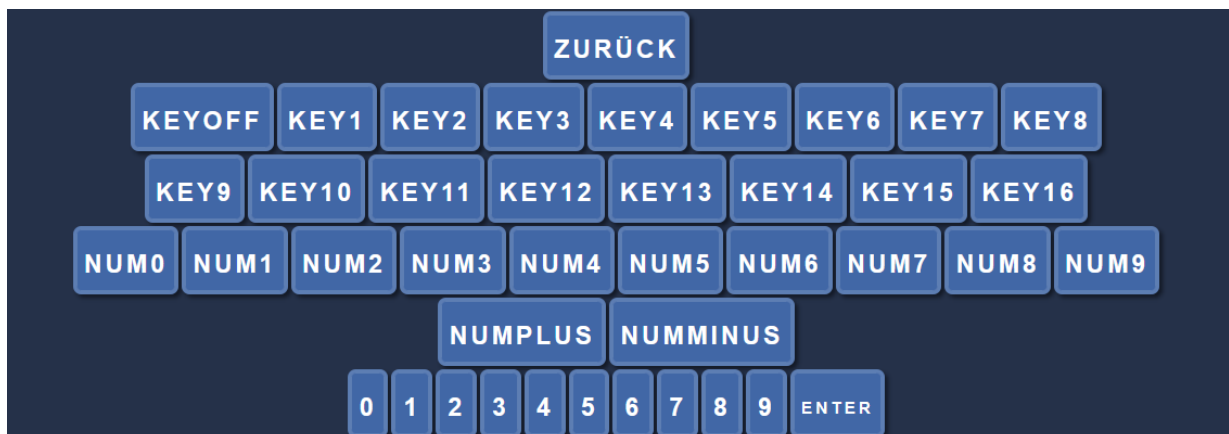 ZURÜCK
KEYOFF KEY1 KEY2 KEY3 KEY4 KEY5 KEY6 KEY7 KEY8
KEY9 KEY10 KEY11 KEY12 KEY13 KEY14 KEY15 KEY16
NUM0 NUM1 NUM2 NUM3 NUM4 NUM5 NUM6 NUM7 NUM8 NUM9
NUMPLUS NUMMINUS
0 1 2 3 4 5 6 7 8 9 ENTER